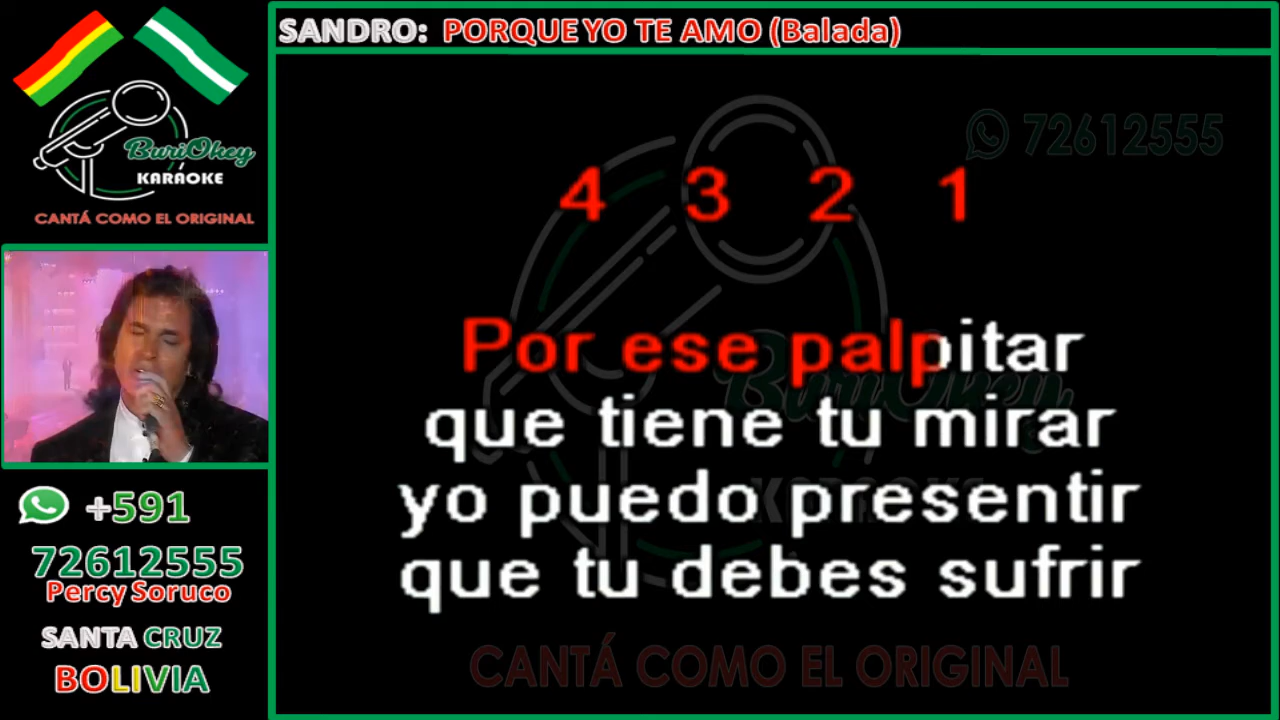 BuriOkey
KARAOKE
CANTÁ COMO EL ORIGINAL
+591
72612555
Percy Soruco
SANTA CRUZ
BOLIVIA
SANDRO: PORQUE YO TE AMO (Balada)
72612555
4 3 2 1
Por ese palpitar
que tiene tu mirar
yo puedo presentir
que tu debes sufrir
BuriOkey
KARAOKE
CANTÁ COMO EL ORIGINAL